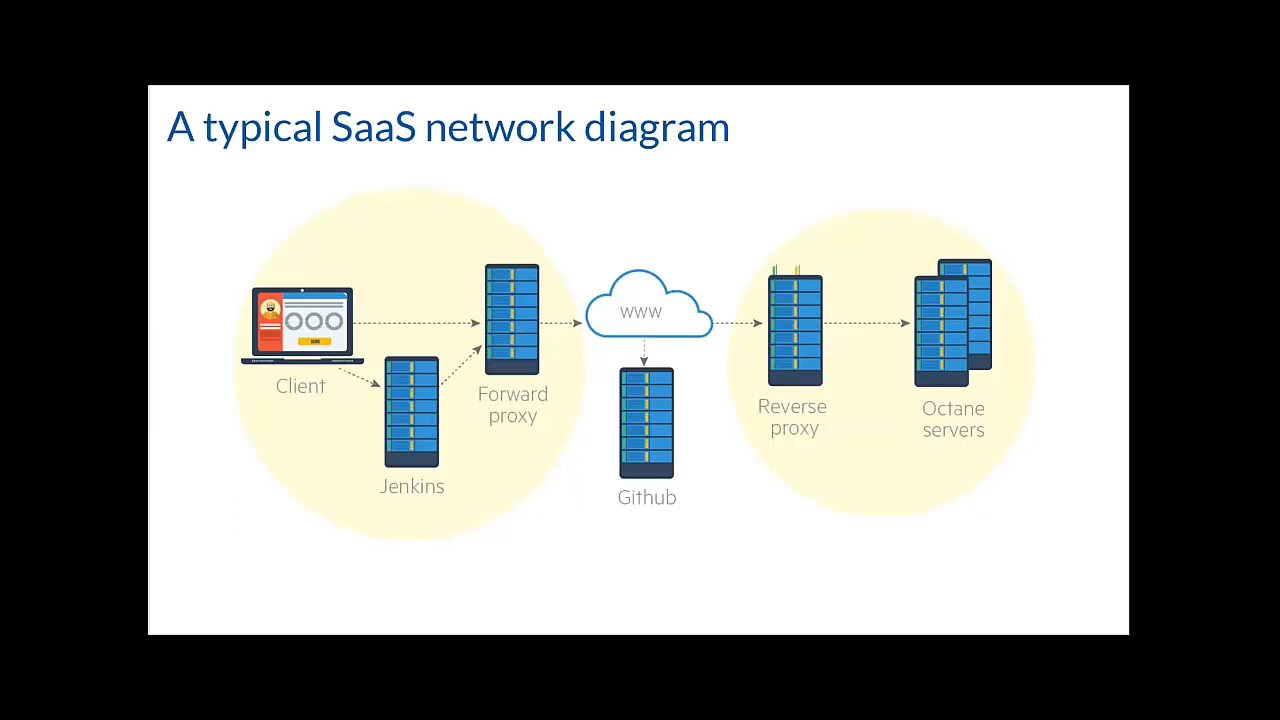 A typical SaaS network diagram
www
Client
Forward
proxy
Jenkins
Github
Reverse
proxy
Octane
servers